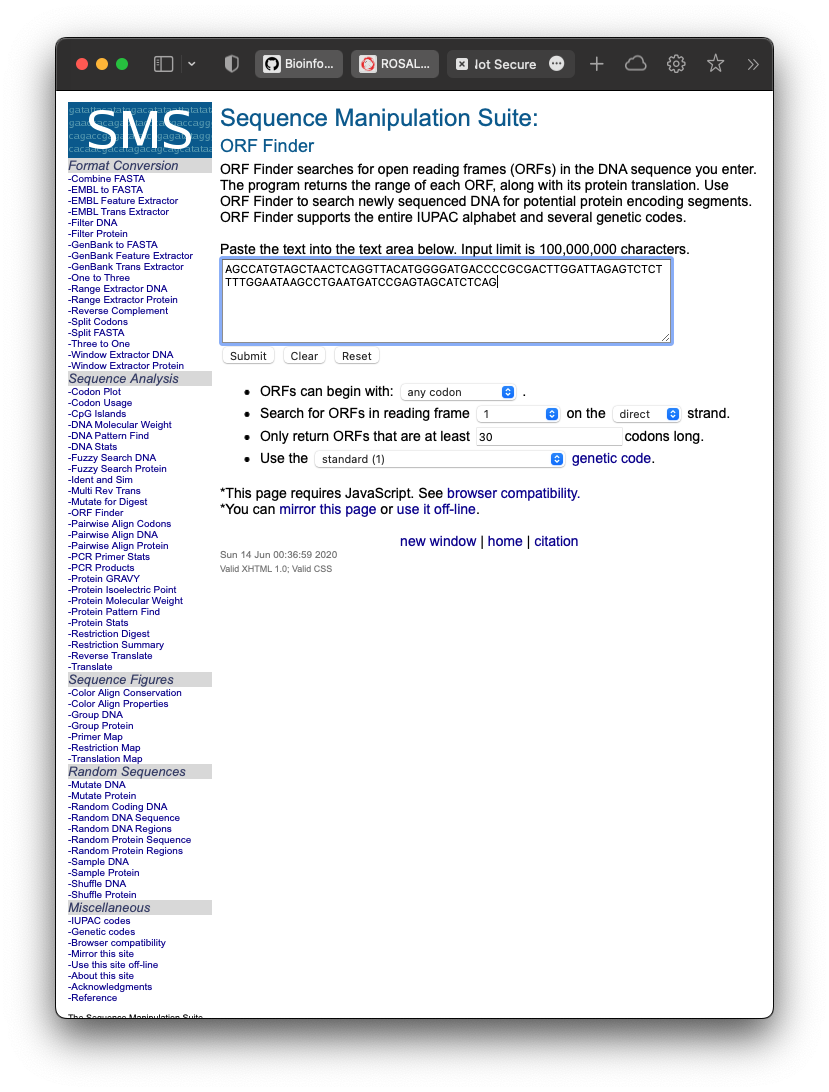 Bioinfo...
ROSAL...
lot Secure
SMS
Format Conversion
-Combine FASTA
-EMBL to FASTA
-EMBL Feature Extractor
-EMBL Trans Extractor
-Filter DNA
-Filter Protein
-GenBank to FASTA
-GenBank Feature Extractor
-GenBank Trans Extractor
-One to Three
-Range Extractor DNA
-Range Extractor Protein
-Reverse Complement
-Split Codons
-Split FASTA
-Three to One
-Window Extractor DNA
-Window Extractor Protein
Sequence Analysis
-Codon Plot
-Codon Usage
-CpG Islands
-DNA Molecular Weight
-DNA Pattern Find
-DNA Stats
-Fuzzy Search DNA
-Fuzzy Search Protein
-Ident and Sim
-Multi Rev Trans
-Mutate for Digest
-ORF Finder
-Pairwise Align Codons
-Pairwise Align DNA
-Pairwise Align Protein
-PCR Primer Stats
-PCR Products
-Protein GRAVY
-Protein Isoelectric Point
-Protein Molecular Weight
-Protein Pattern Find
-Protein Stats
-Restriction Digest
-Restriction Summary
-Reverse Translate
-Translate
Sequence Figures
-Color Align Conservation
-Color Align Properties
-Group DNA
-Group Protein
-Primer Map
-Restriction Map
-Translation Map
Random Sequences
-Mutate DNA
-Mutate Protein
-Random Coding DNA
-Random DNA Sequence
-Random DNA Regions
-Random Protein Sequence
-Random Protein Regions
-Sample DNA
-Sample Protein
-Shuffle DNA
-Shuffle Protein
Miscellaneous
-IUPAC codes
-Genetic codes
-Browser compatibility
-Mirror this site
-Use this site off-line
-About this site
-Acknowledgments
-Reference
The Sequence Manipulation Suite
Sequence Manipulation Suite:
ORF Finder
ORF Finder searches for open reading frames (ORFs) in the DNA sequence you enter.
The program returns the range of each ORF, along with its protein translation. Use
ORF Finder to search newly sequenced DNA for potential protein encoding segments.
ORF Finder supports the entire IUPAC alphabet and several genetic codes.
Paste the text into the text area below. Input limit is 100,000,000 characters.
AGCCATGTAGCTAACTCAGGTTACATGGGGATGACCCCGCGACTTGGATTAGAGTCTCT
TTTGGAATAAGCCTGAATGATCCGAGTAGCATCTCAG
Submit Clear Reset
• ORFs can begin with: any codon .
• Search for ORFs in reading frame 1 on the direct strand.
• Only return ORFs that are at least 30 codons long.
• Use the standard (1) genetic code.
*This page requires JavaScript. See browser compatibility.
*You can mirror this page or use it off-line.
new window | home | citation
Sun 14 Jun 00:36:59 2020
Valid XHTML 1.0; Valid CSS